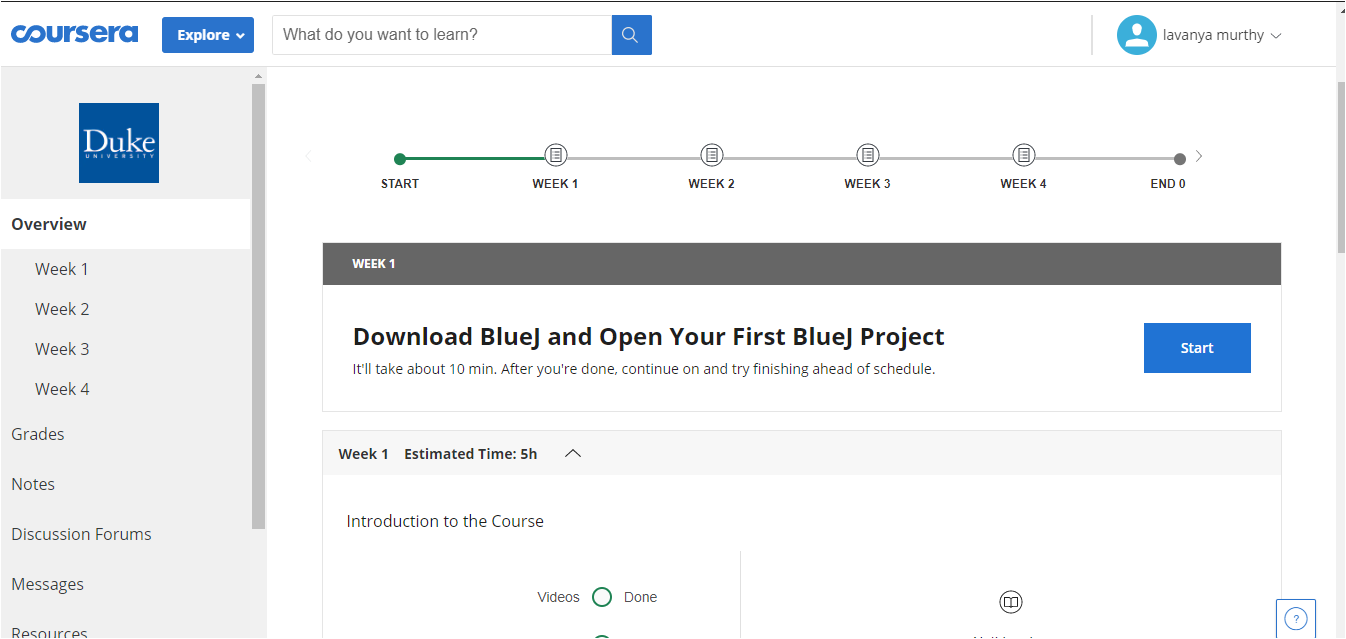 coursera
Explore
What do you want to learn?
lavanya murthy
Duke
UNIVERSITY
START
WEEK 1
WEEK 2
WEEK 3
WEEK 4
END 0
Overview
Week 1
Week 2
Week 3
Week 4
Grades
Notes
Discussion Forums
Messages
Resources
WEEK 1
Download BlueJ and Open Your First BlueJ Project
It'll take about 10 min. After you're done, continue on and try finishing ahead of schedule.
Start
Week 1 Estimated Time: 5h
Introduction to the Course
Videos Done
?